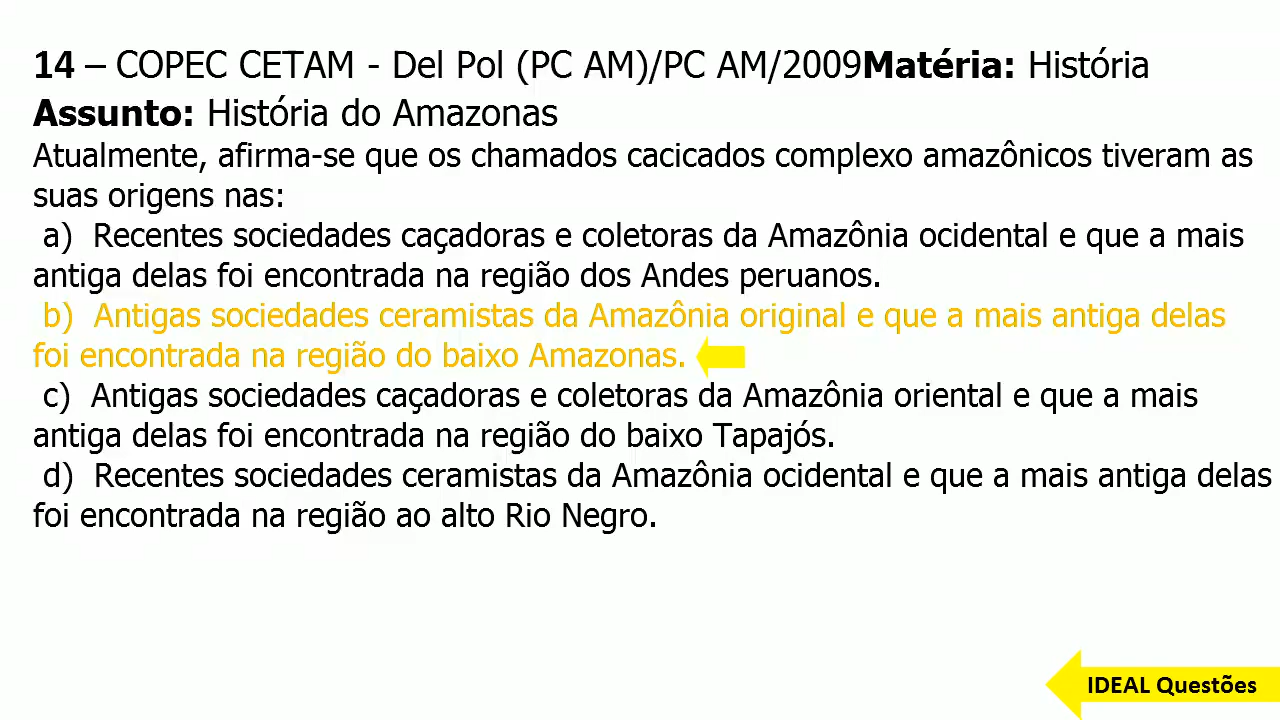 14 – COPEC CETAM - Del Pol (PC AM)/PC AM/2009Matéria: História
Assunto: História do Amazonas
Atualmente, afirma-se que os chamados cacicados complexo amazônicos tiveram as
suas origens nas:
a) Recentes sociedades caçadoras e coletoras da Amazônia ocidental e que a mais
antiga delas foi encontrada na região dos Andes peruanos.
b) Antigas sociedades ceramistas da Amazônia original e que a mais antiga delas
foi encontrada na região do baixo Amazonas.
c) Antigas sociedades caçadoras e coletoras da Amazônia oriental e que a mais
antiga delas foi encontrada na região do baixo Tapajós.
d) Recentes sociedades ceramistas da Amazônia ocidental e que a mais antiga delas
foi encontrada na região ao alto Rio Negro.
IDEAL Questões